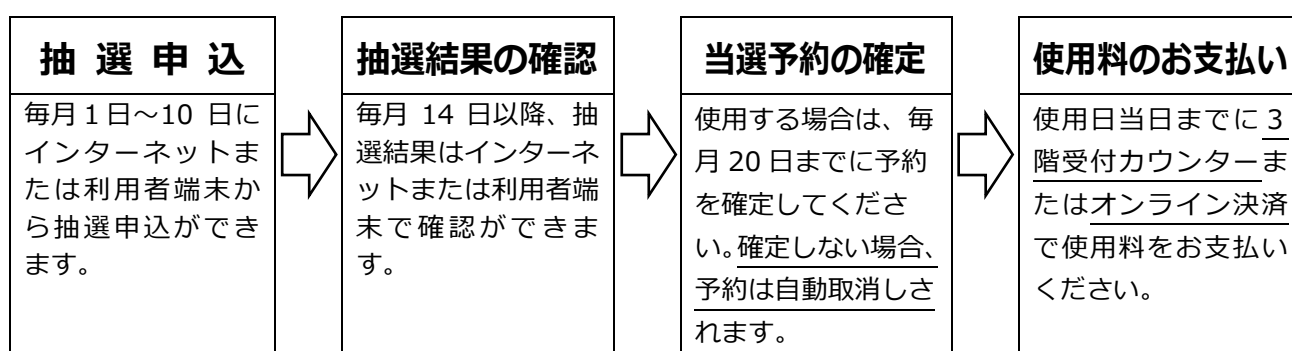 抽選申込
毎月1日～10 日に
インターネットま
たは利用者端末か
ら抽選申込ができ
ます。
抽選結果の確認
毎月 14 日以降、抽
選結果はインターネ
ットまたは利用者端
末で確認ができま
す。
当選予約の確定
使用する場合は、毎
月 20 日までに予約
を確定してくださ
い。確定しない場合、
予約は自動取消しさ
れます。
使用料のお支払い
使用日当日までに 3
階受付カウンターま
たはオンライン決済
で使用料をお支払い
ください。